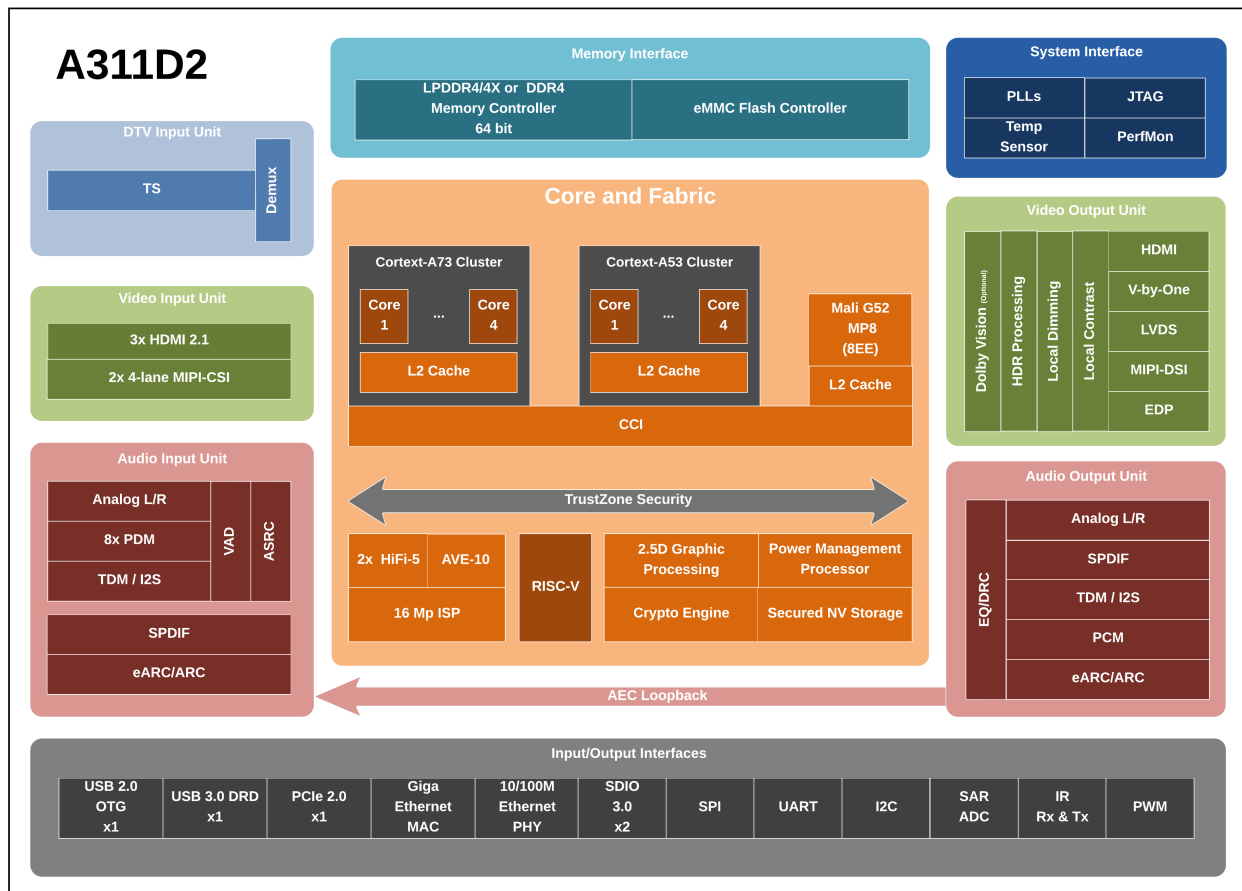 A311D2
Memory Interface
LPDDR4/4X or DDR4
Memory Controller
64 bit
eMMC Flash Controller
System Interface
PLLs
JTAG
Temp
Sensor
PerfMon
DTV Input Unit
TS
Demux
Video Input Unit
3x HDMI 2.1
2x 4-lane MIPI-CSI
Audio Input Unit
Analog L/R
8x PDM
TDM / I2S
VAD
ASRC
SPDIF
eARC/ARC
Core and Fabric
Cortext-A73 Cluster
Core
1
...
Core
4
L2 Cache
Cortext-A53 Cluster
Core
1
...
Core
4
L2 Cache
Mali G52
MP8
(8EE)
L2 Cache
CCI
TrustZone Security
2x HiFi-5
AVE-10
16 Mp ISP
RISC-V
2.5D Graphic
Processing
Power Management
Processor
Crypto Engine
Secured NV Storage
Video Output Unit
Dolby Vision (Optional)
HDR Processing
Local Dimming
Local Contrast
HDMI
V-by-One
LVDS
MIPI-DSI
EDP
Audio Output Unit
EQ/DRC
Analog L/R
SPDIF
TDM / I2S
PCM
eARC/ARC
AEC Loopback
Input/Output Interfaces
USB 2.0
OTG
x1
USB 3.0 DRD
x1
PCIe 2.0
x1
Giga
Ethernet
MAC
10/100M
Ethernet
PHY
SDIO
3.0
x2
SPI
UART
I2C
SAR
ADC
IR
Rx & Tx
PWM